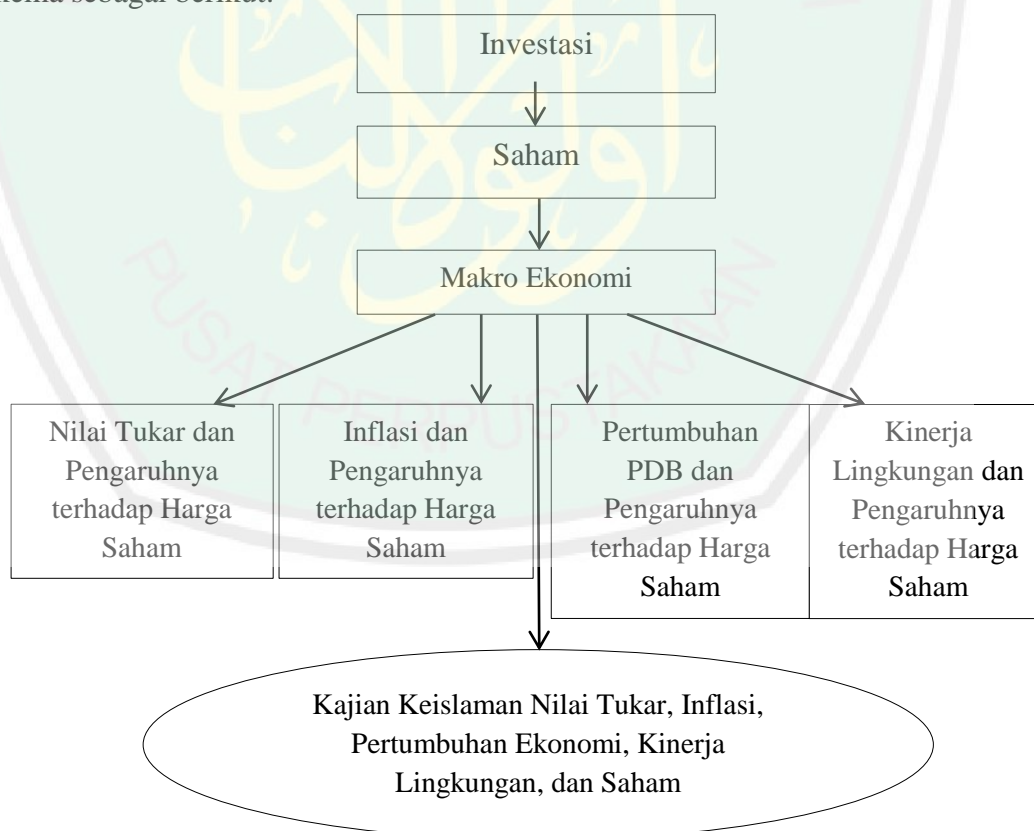 sebagai berikut:
Investasi
Saham
Makro Ekonomi
Nilai Tukar dan
Pengaruhnya
terhadap Harga
Saham
Inflasi dan
Pengaruhnya
terhadap Harga
Saham
Pertumbuhan
PDB dan
Pengaruhnya
terhadap Harga
Saham
Kinerja
Lingkungan dan
Pengaruhnya
terhadap Harga
Saham
Kajian Keislaman Nilai Tukar, Inflasi,
Pertumbuhan Ekonomi, Kinerja
Lingkungan, dan Saham
PUSAT PERPUSTAKAAN